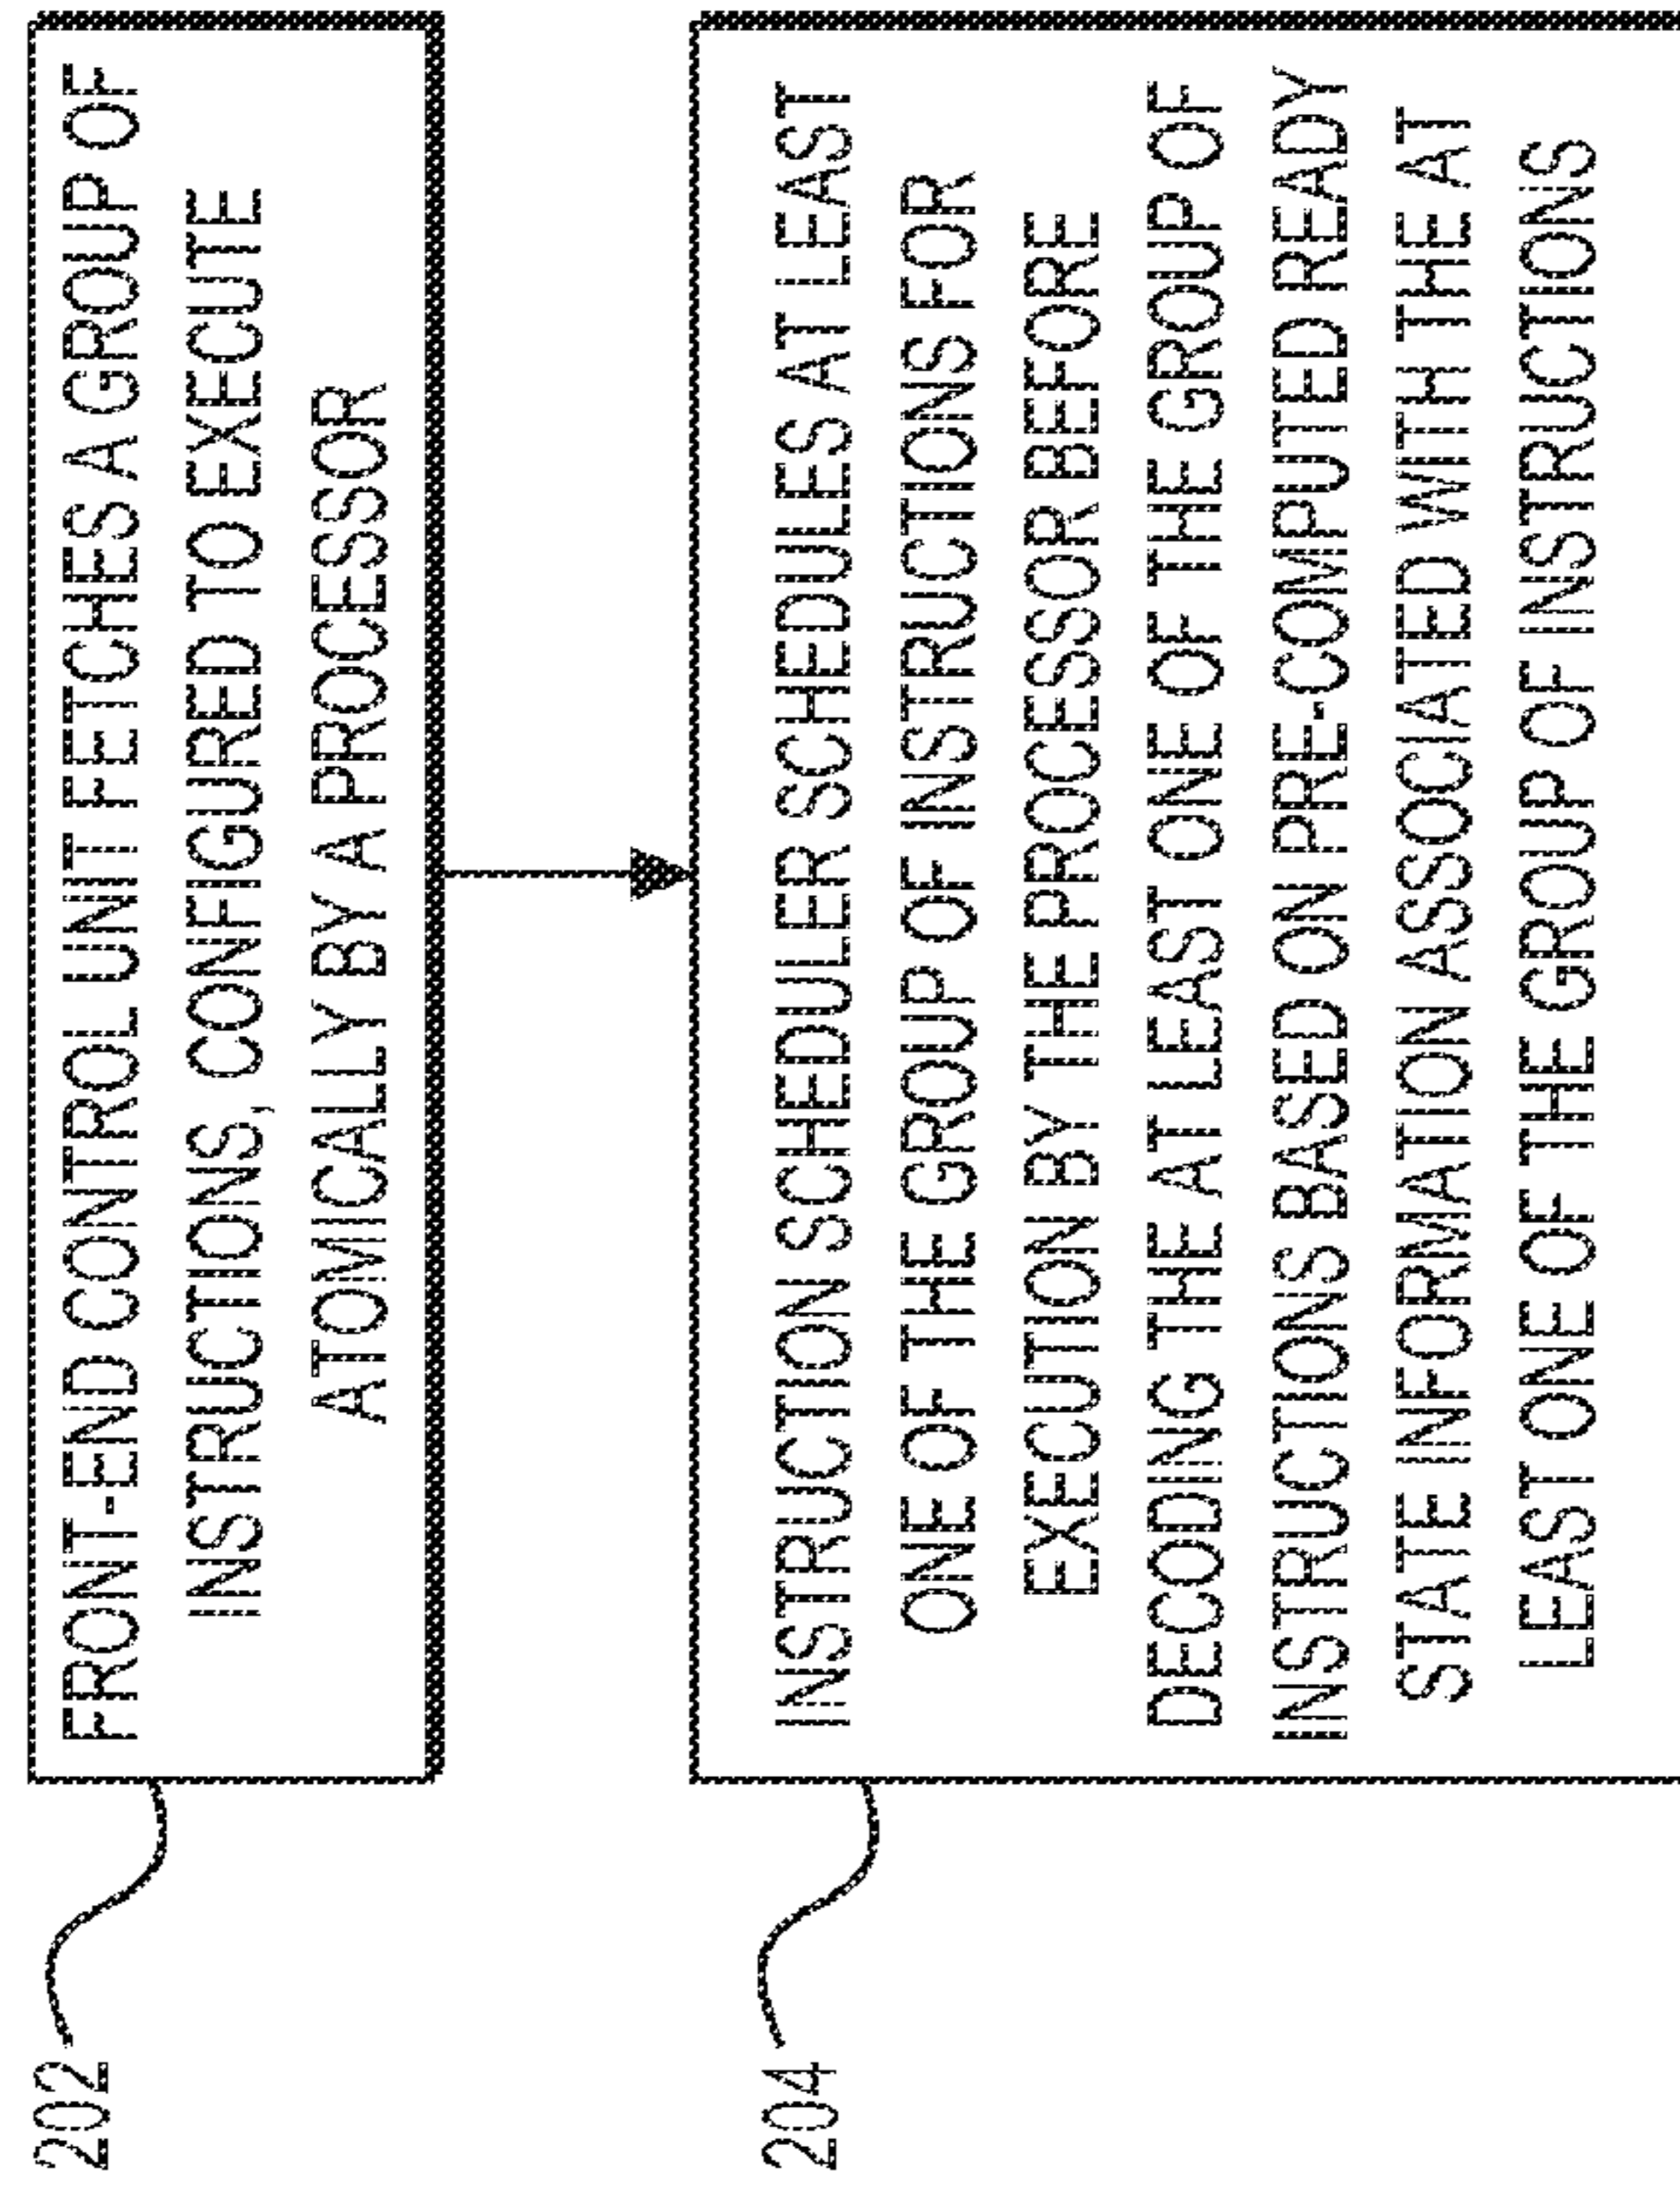 202
FRONT-END CONTROL UNIT FETCHES A GROUP OF
INSTRUCTIONS, CONFIGURED TO EXECUTE
ATOMICALLY BY A PROCESSOR
204
INSTRUCTION SCHEDULER SCHEDULES AT LEAST
ONE OF THE GROUP OF INSTRUCTIONS FOR
EXECUTION BY THE PROCESSOR BEFORE
DECODING THE AT LEAST ONE OF THE GROUP OF
INSTRUCTIONS BASED ON PRE-COMPUTED READY
STATE INFORMATION ASSOCIATED WITH THE AT
LEAST ONE OF THE GROUP OF INSTRUCTIONS